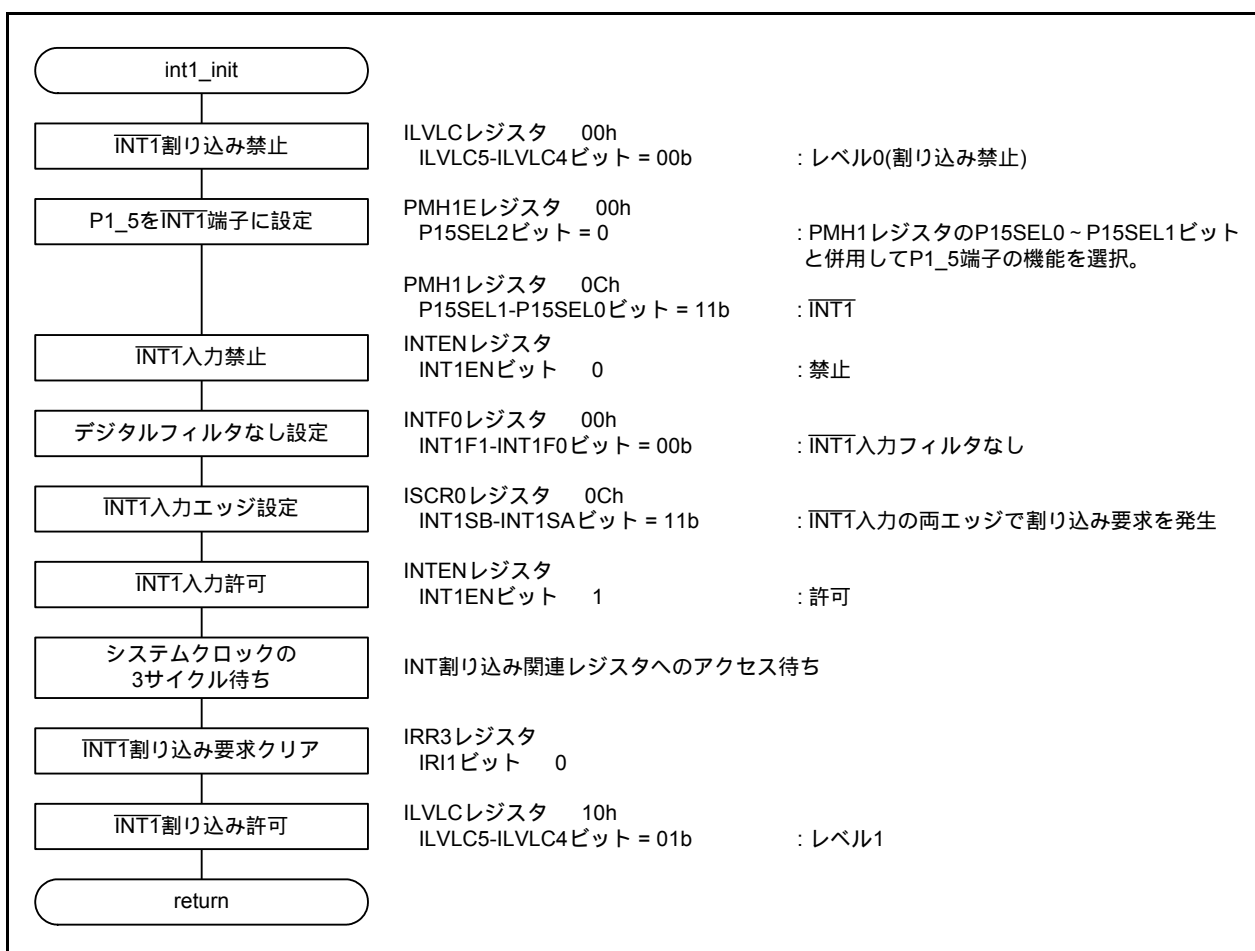 int1_init
INT1割り込み禁止
ILVLCレジスタ 00h
ILVLC5-ILVLC4ビット = 00b : レベル0(割り込み禁止)
P1_5をINT1端子に設定
PMH1Eレジスタ 00h
P15SEL2ビット = 0 : PMH1レジスタのP15SEL0 ~ P15SEL1ビット
と併用してP1_5端子の機能を選択。
PMH1レジスタ 0Ch
P15SEL1-P15SEL0ビット = 11b : INT1
INT1入力禁止
INTENレジスタ
INT1ENビット 0 : 禁止
デジタルフィルタなし設定
INTF0レジスタ 00h
INT1F1-INT1F0ビット = 00b : INT1入力フィルタなし
INT1入力エッジ設定
ISCR0レジスタ 0Ch
INT1SB-INT1SAビット = 11b : INT1入力の両エッジで割り込み要求を発生
INT1入力許可
INTENレジスタ
INT1ENビット 1 : 許可
システムクロックの
3サイクル待ち
INT割り込み関連レジスタへのアクセス待ち
INT1割り込み要求クリア
IRR3レジスタ
IRI1ビット 0
INT1割り込み許可
ILVLCレジスタ 10h
ILVLC5-ILVLC4ビット = 01b : レベル1
return